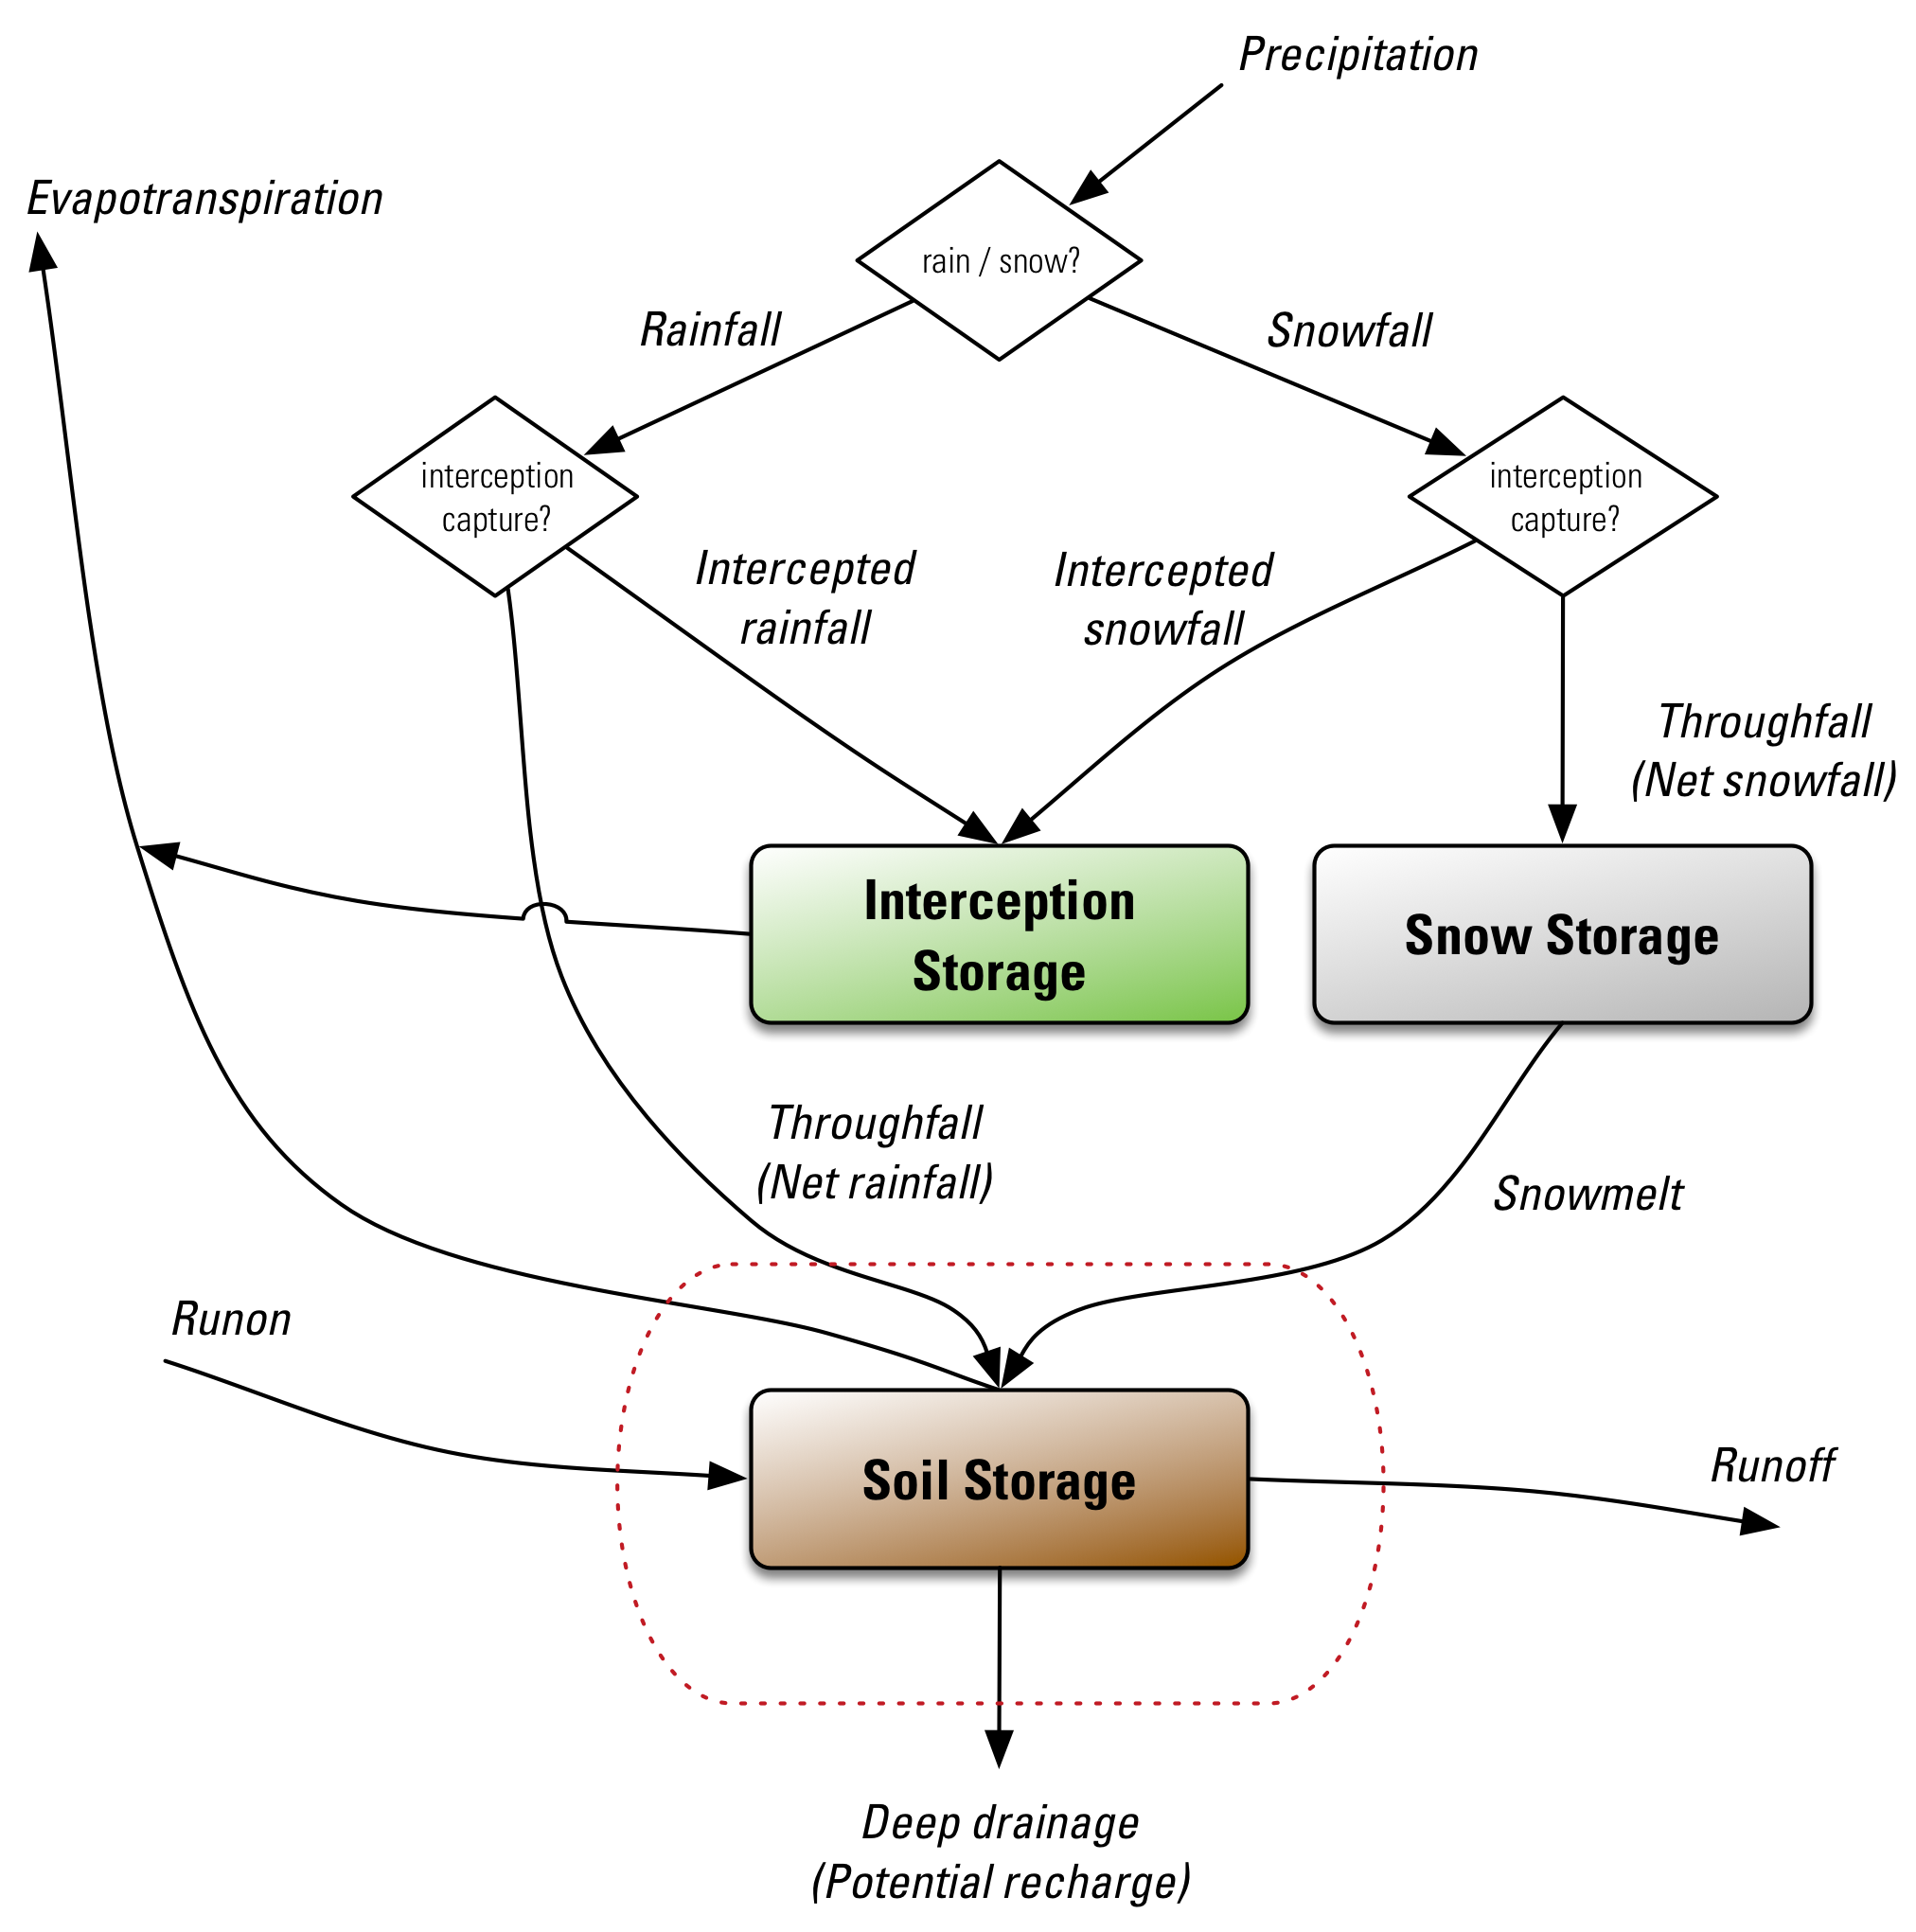 Precipitation
Evapotranspiration
rain / snow?
Rainfall
Snowfall
interception
capture?
interception
capture?
Intercepted
rainfall
Intercepted
snowfall
Throughfall
(Net snowfall)
Interception
Storage
Snow Storage
Throughfall
(Net rainfall)
Snowmelt
Runon
Soil Storage
Runoff
Deep drainage
(Potential recharge)